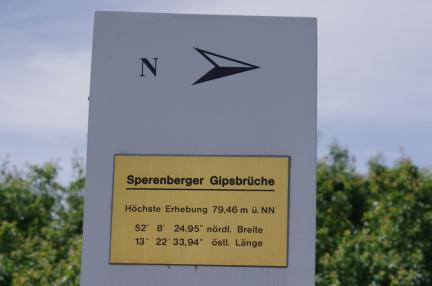 N
Sperenberger Gipsbrüche
Höchste Erhebung 79,46 m ü. NN
52° 8' 24,95" nördl. Breite
13° 22' 33,94" östl. Länge